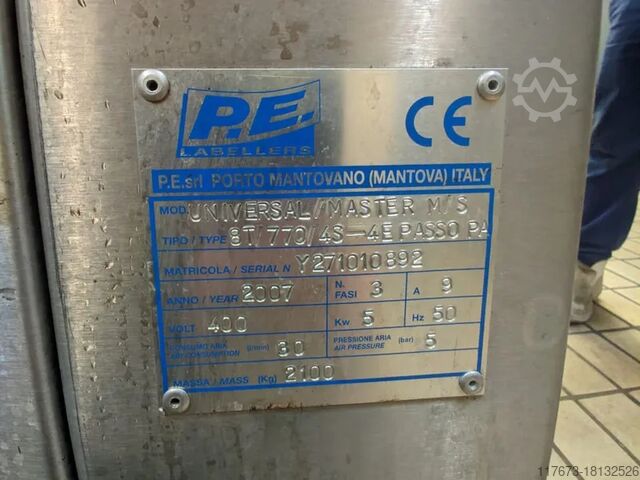 P.E.
LABELLERS
CE
P.E.srl PORTO MANTOVANO (MANTOVA) ITALY
MOD. UNIVERSAL/MASTER M/S
TIPO / TYPE 8T/770/4S-4E PASSO PA
MATRICOLA / SERIAL N Y271010892
ANNO / YEAR 2007 N. FASI 3 A 9
VOLT 400 Kw 5 Hz 50
CONSUMO ARIA AIR CONSUMPTION (l/min) 30 PRESSIONE ARIA AIR PRESSURE (bar) 5
MASSA / MASS (Kg) 2100
117673-18132526